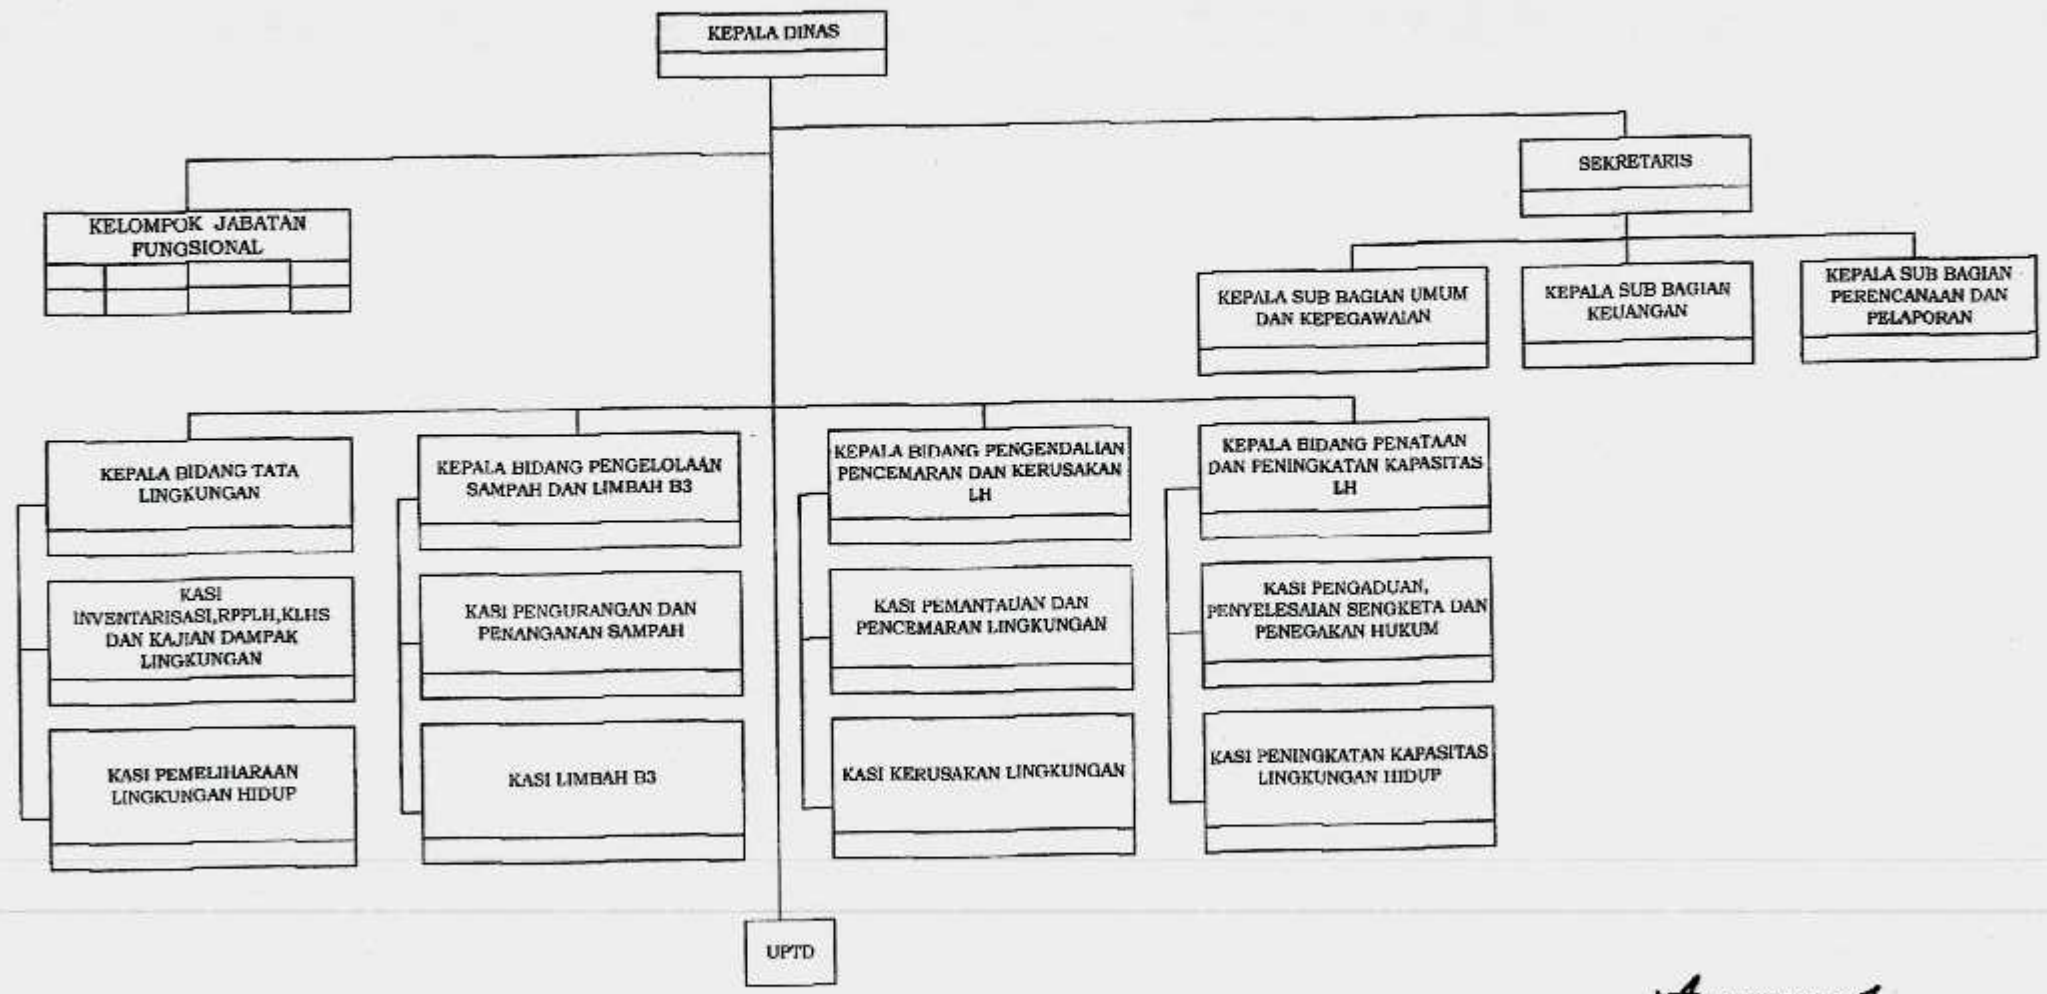 KEPALA DINAS
SEKRETARIS
KELOMPOK JABATAN
FUNGSIONAL
KEPALA SUB BAGIAN UMUM
DAN KEPEGAWAIAN
KEPALA SUB BAGIAN
KEUANGAN
KEPALA SUB BAGIAN
PERENCANAAN DAN
PELAPORAN
KEPALA BIDANG TATA
LINGKUNGAN
KEPALA BIDANG PENGELOLAAN
SAMPAH DAN LIMBAH B3
KEPALA BIDANG PENGENDALIAN
PENCEMARAN DAN KERUSAKAN
LH
KEPALA BIDANG PENATAAN
DAN PENINGKATAN KAPASITAS
LH
KASI
INVENTARISASI,RPPLH,KLHS
DAN KAJIAN DAMPAK
LINGKUNGAN
KASI PENGURANGAN DAN
PENANGANAN SAMPAH
KASI PEMANTAUAN DAN
PENCEMARAN LINGKUNGAN
KASI PENGADUAN,
PENYELESAIAN SENGKETA DAN
PENEGAKAN HUKUM
KASI PEMELIHARAAN
LINGKUNGAN HIDUP
KASI LIMBAH B3
KASI KERUSAKAN LINGKUNGAN
KASI PENINGKATAN KAPASITAS
LINGKUNGAN HIDUP
UPTD